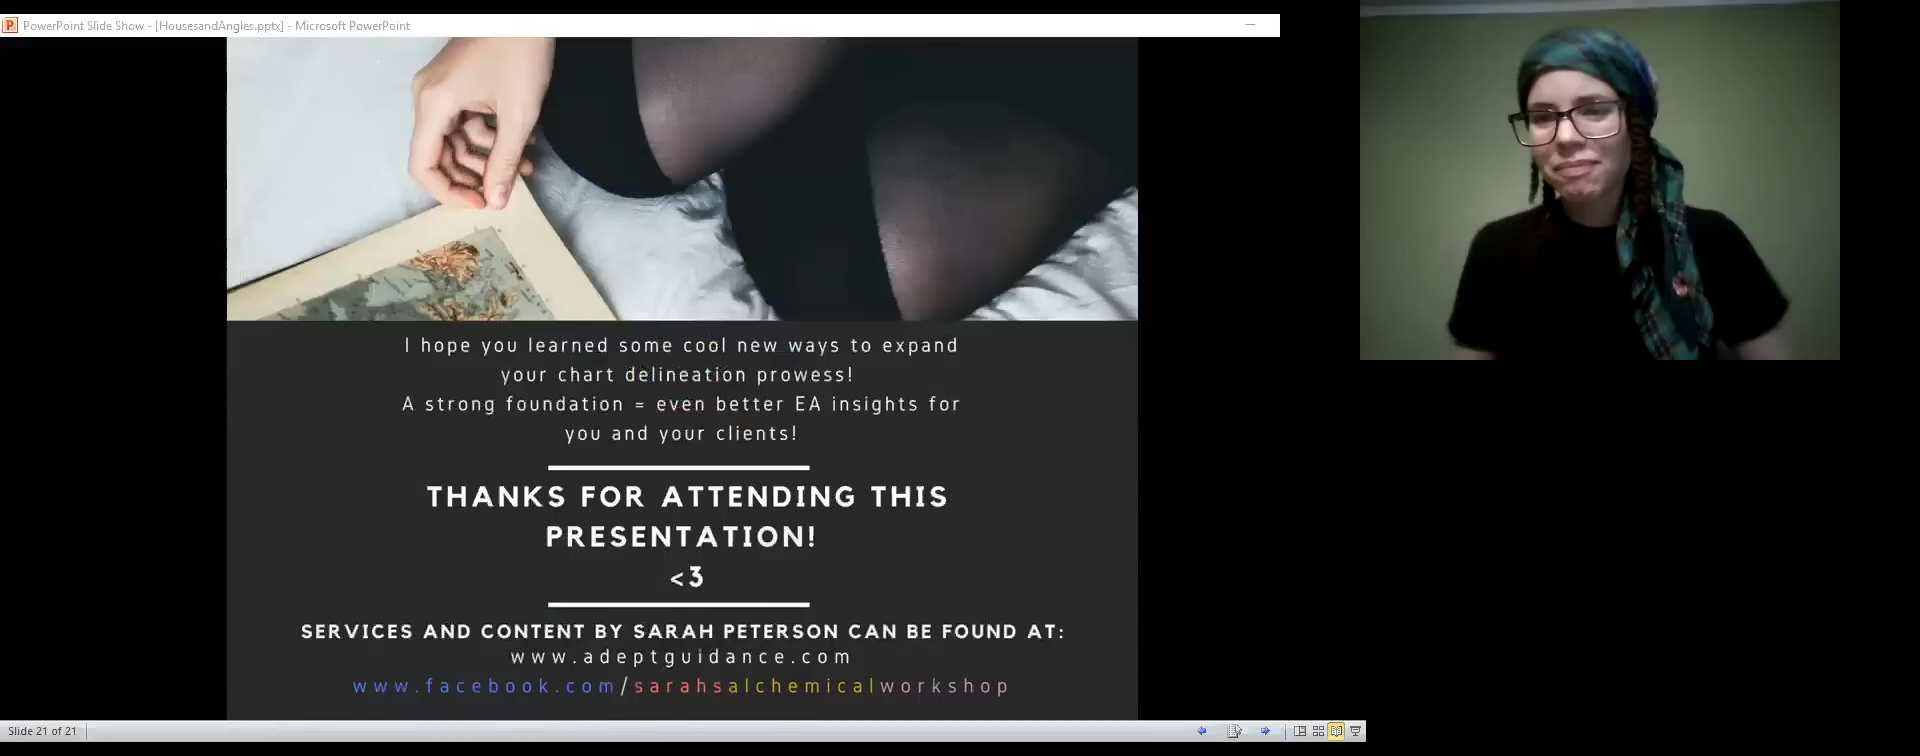 PowerPoint Slide Show - [HousesandAngles.pptx] - Microsoft PowerPoint
I hope you learned some cool new ways to expand
your chart delineation prowess!
A strong foundation = even better EA insights for
you and your clients!
THANKS FOR ATTENDING THIS
PRESENTATION!
<3
SERVICES AND CONTENT BY SARAH PETERSON CAN BE FOUND AT:
www.adeptguidance.com
www.facebook.com/sarahsalchemicalworkshop
Slide 21 of 21